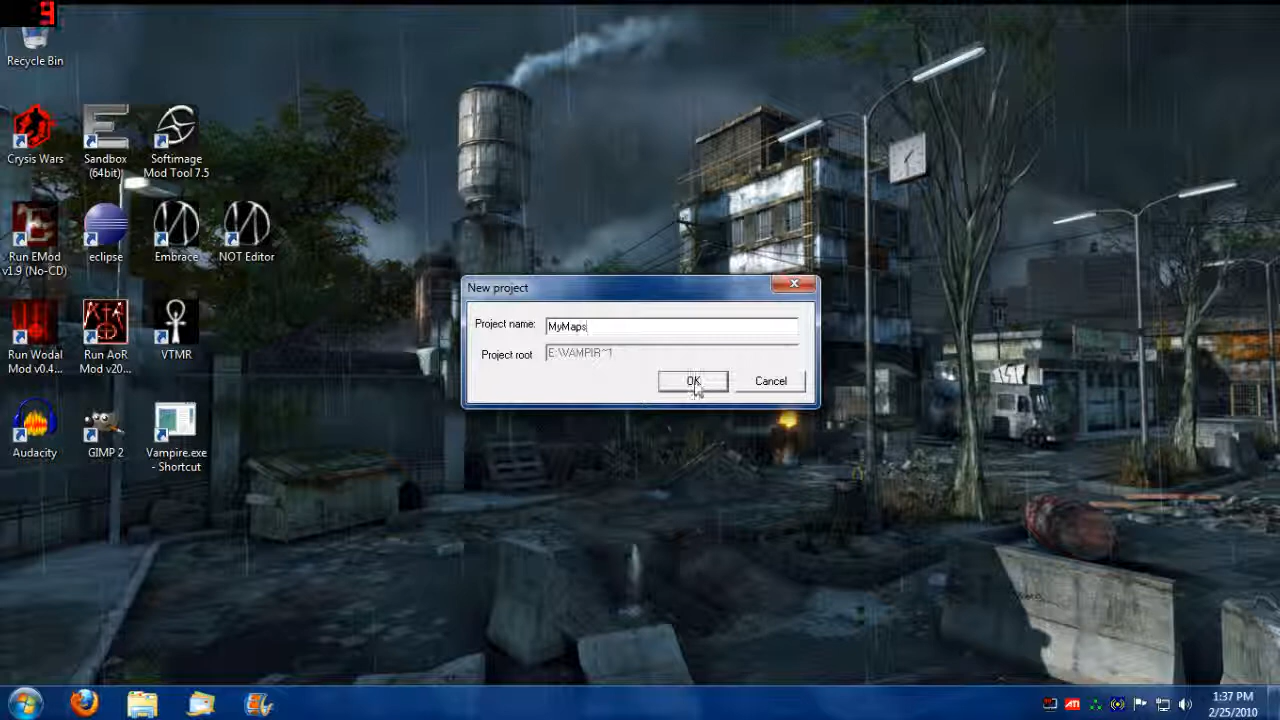 9
Recycle Bin
Crysis Wars
Sandbox
(64bit)
Softimage
Mod Tool 7.5
Run EMod
v1.9 (No-CD)
eclipse
Embrace
NOT Editor
Run Wodal
Mod v0.4...
Run AoR
Mod v20...
VTMR
Audacity
GIMP 2
Vampire.exe
- Shortcut
New project
Project name:
MyMaps
Project root
E:\VAMPIR~1
OK
Cancel
ATI
1:37 PM
2/25/2010